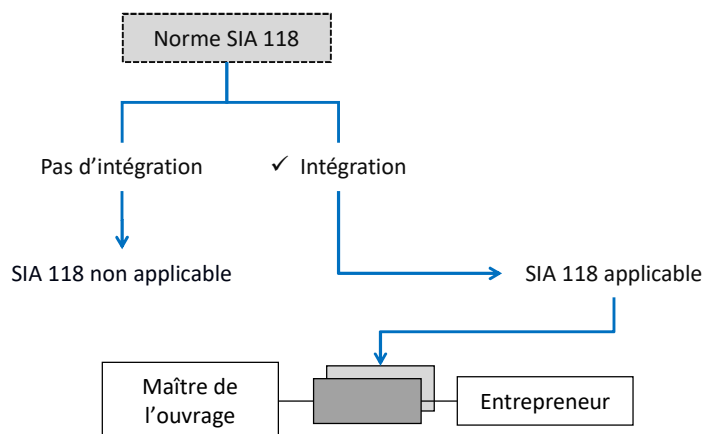 Norme SIA 118
Pas d’intégration
✓ Intégration
SIA 118 non applicable
SIA 118 applicable
Maître de
l’ouvrage
Entrepreneur